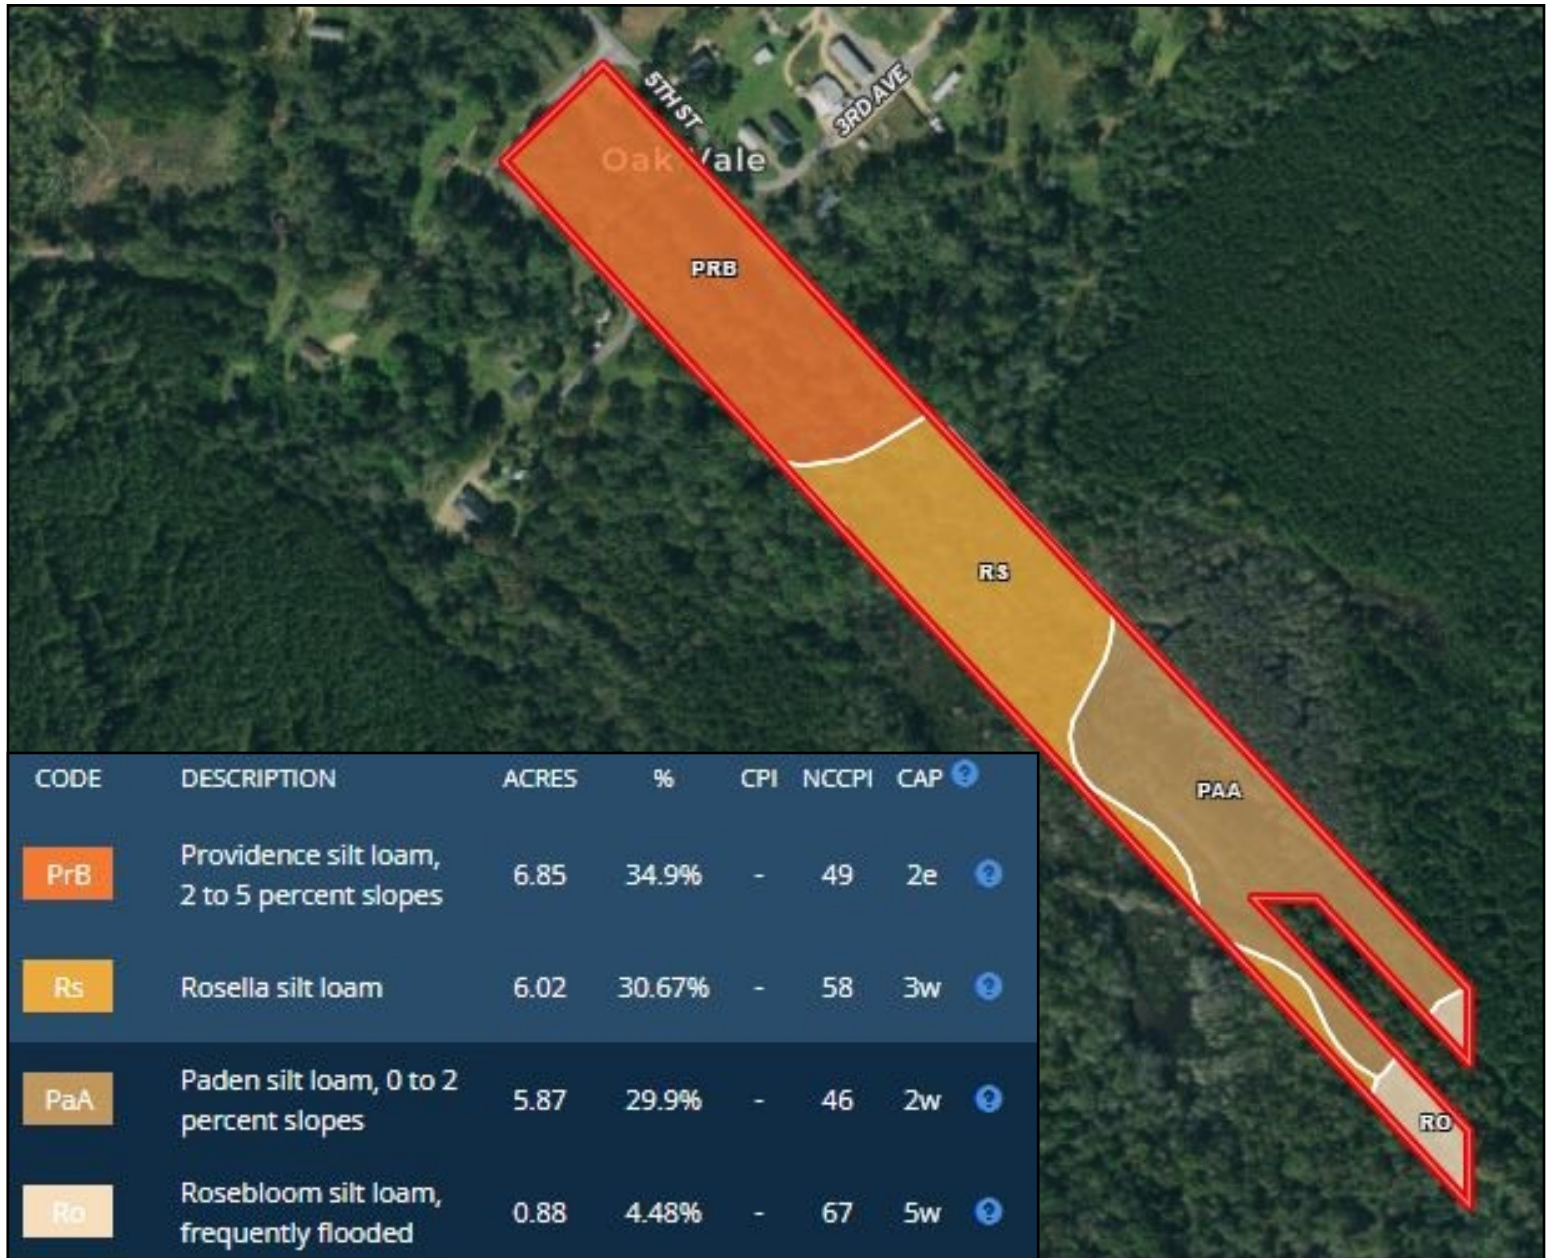 5TH ST
3RD AVE
Oak Vale
PRB
RS
PAA
RO
CODE DESCRIPTION ACRES % CPI NCCPI CAP ?
PrB Providence silt loam, 2 to 5 percent slopes 6.85 34.9% - 49 2e ?
Rs Rosella silt loam 6.02 30.67% - 58 3w ?
PaA Paden silt loam, 0 to 2 percent slopes 5.87 29.9% - 46 2w ?
Ro Rosebloom silt loam, frequently flooded 0.88 4.48% - 67 5w ?